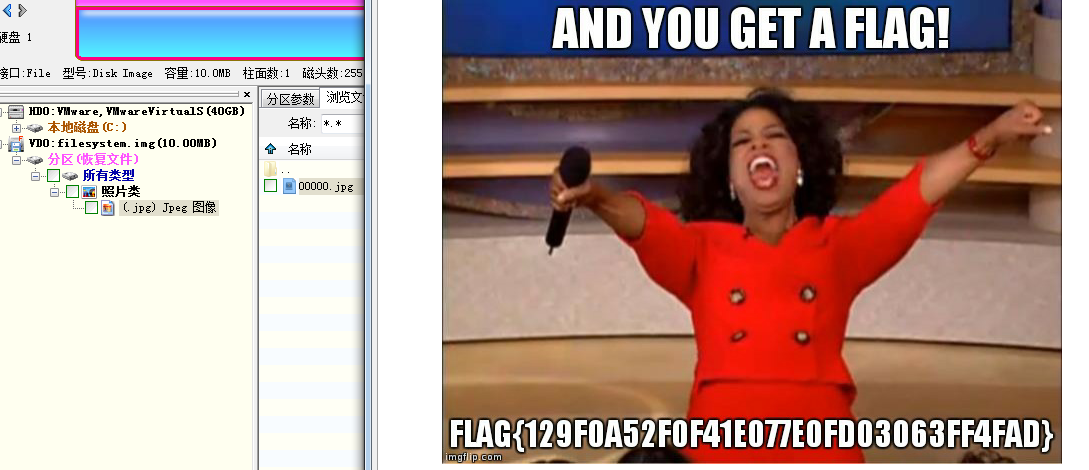 硬盘 1
接口:File 型号:Disk Image 容量:10.0MB 柱面数:1 磁头数:255
HD0:VMware,VMwareVirtualS(40GB)
本地磁盘(C:)
VD0:filesystem.img(10.00MB)
分区(恢复文件)
所有类型
照片类
(.jpg) Jpeg 图像
分区参数 浏览文
名称: *.*
名称
..
00000.jpg
AND YOU GET A FLAG!
FLAG{129F0A52F0F41E077E0FD03063FF4FAD}
imgflip.com